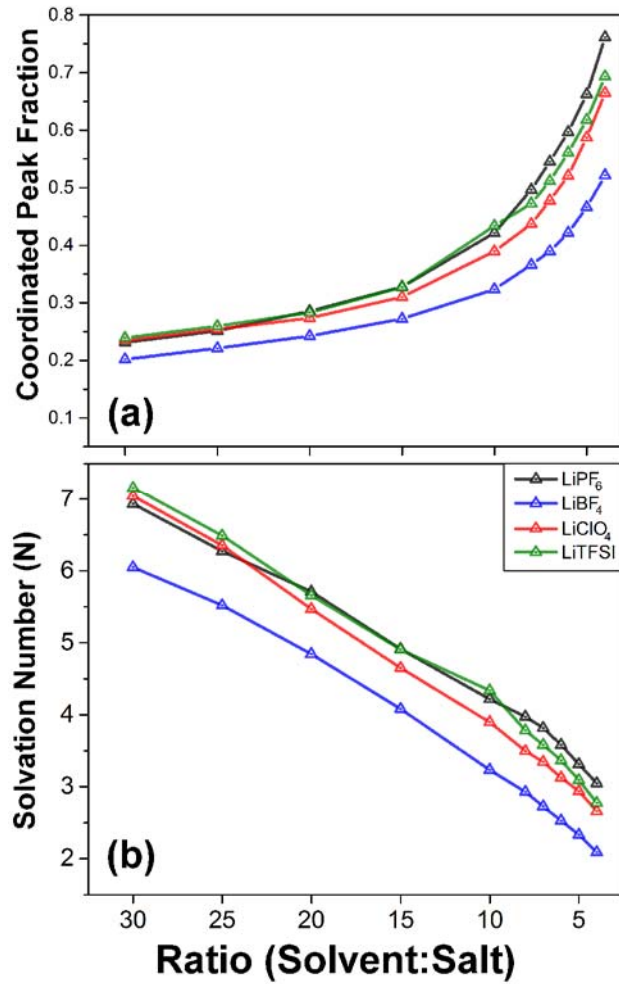 0.8
0.7
0.6
0.5
0.4
0.3
0.2
0.1
Coordinated Peak Fraction
(a)
7
6
5
4
3
2
Solvation Number (N)
LiPF₆
LiBF₄
LiClO₄
LiTFSI
(b)
30 25 20 15 10 5
Ratio (Solvent:Salt)